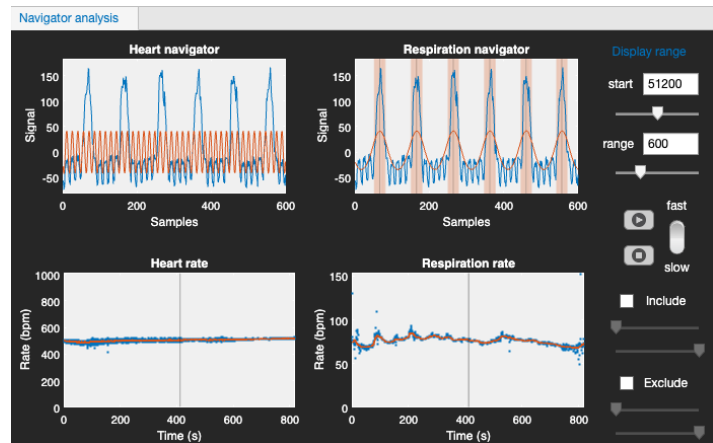 Navigator analysis
Heart navigator
Signal
150
100
50
0
-50
0 200 400 600
Samples
Respiration navigator
Signal
150
100
50
0
-50
0 200 400 600
Samples
Display range
start 51200
range 600
fast
slow
Include
Exclude
Heart rate
Rate (bpm)
1000
800
600
400
200
0
0 200 400 600 800
Time (s)
Respiration rate
Rate (bpm)
150
100
50
0
0 200 400 600 800
Time (s)